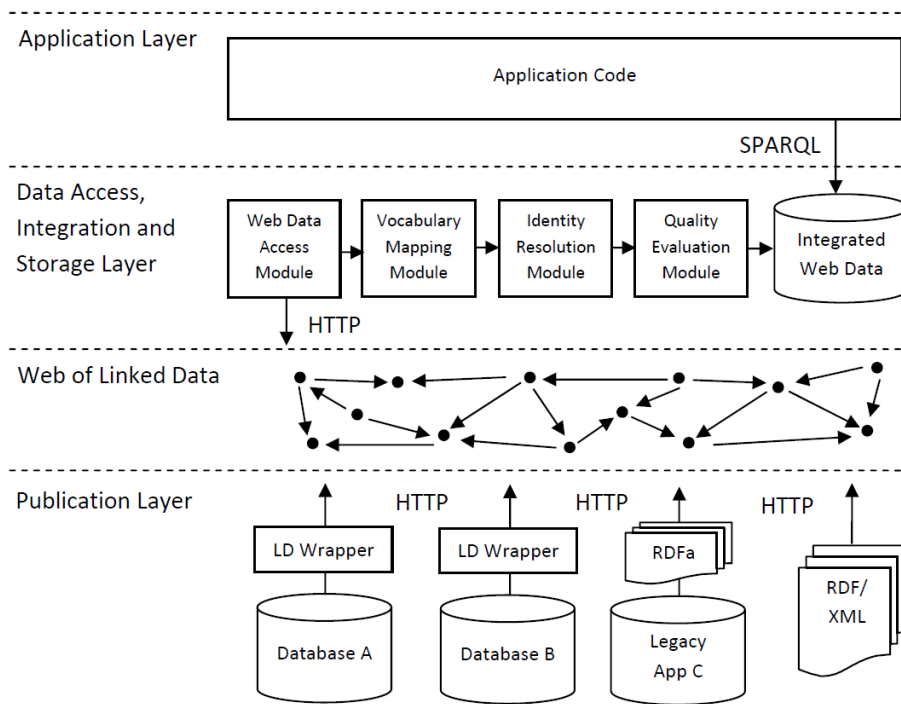 Application Layer
Application Code
SPARQL
Data Access,
Integration and
Storage Layer
Web Data
Access
Module
Vocabulary
Mapping
Module
Identity
Resolution
Module
Quality
Evaluation
Module
Integrated
Web Data
HTTP
Web of Linked Data
Publication Layer
HTTP
HTTP
HTTP
LD Wrapper
LD Wrapper
RDFa
RDF/
XML
Database A
Database B
Legacy
App C